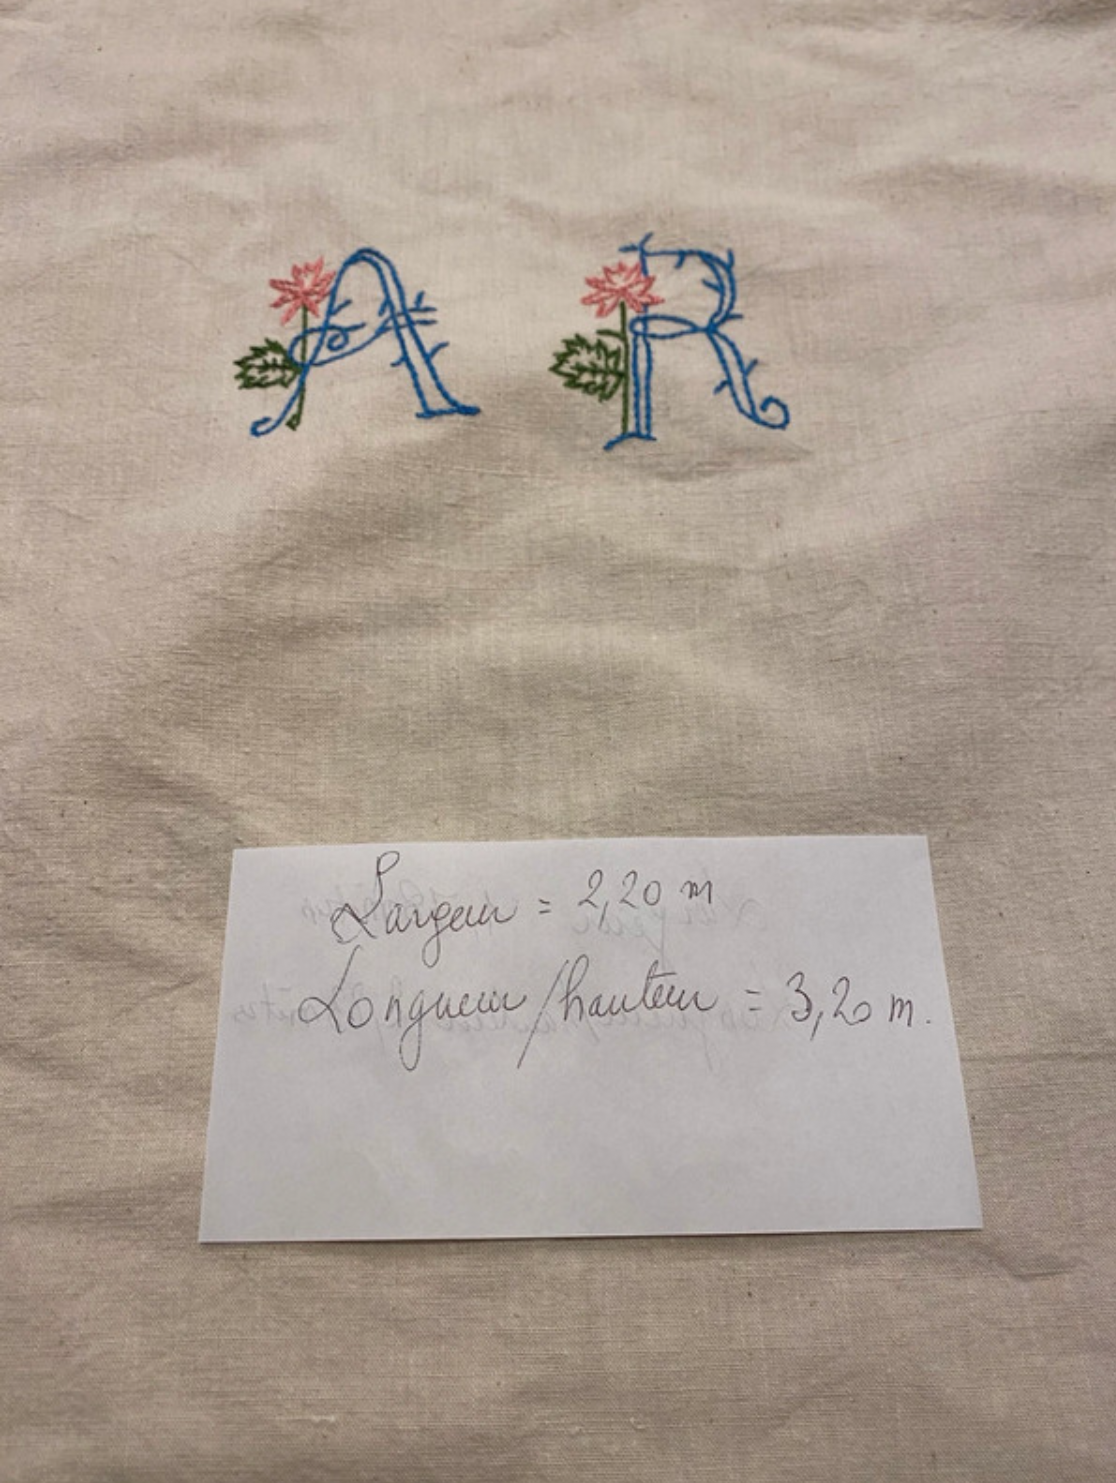 A R
Largeur = 2,20 m
Longueur / hauteur = 3,20 m.